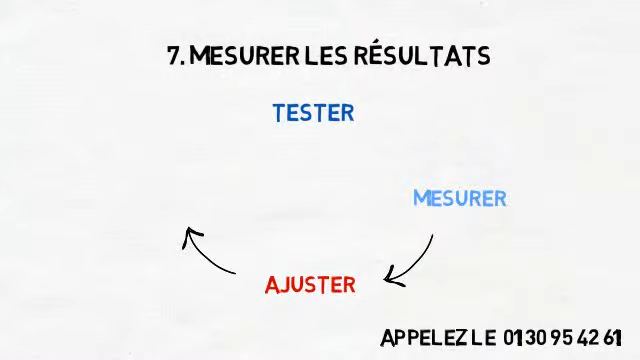 7. MESURER LES RÉSULTATS
TESTER
MESURER
AJUSTER
APPELEZ LE 01 30 95 42 61